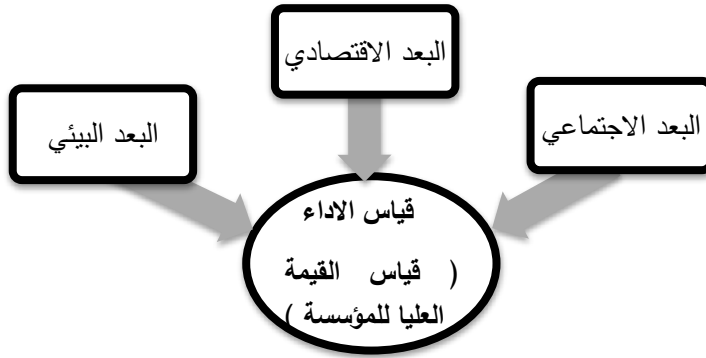 البعد الاقتصادي
البعد الاجتماعي
البعد البيئي
قياس الاداء
( قياس القيمة
العليا للمؤسسة )